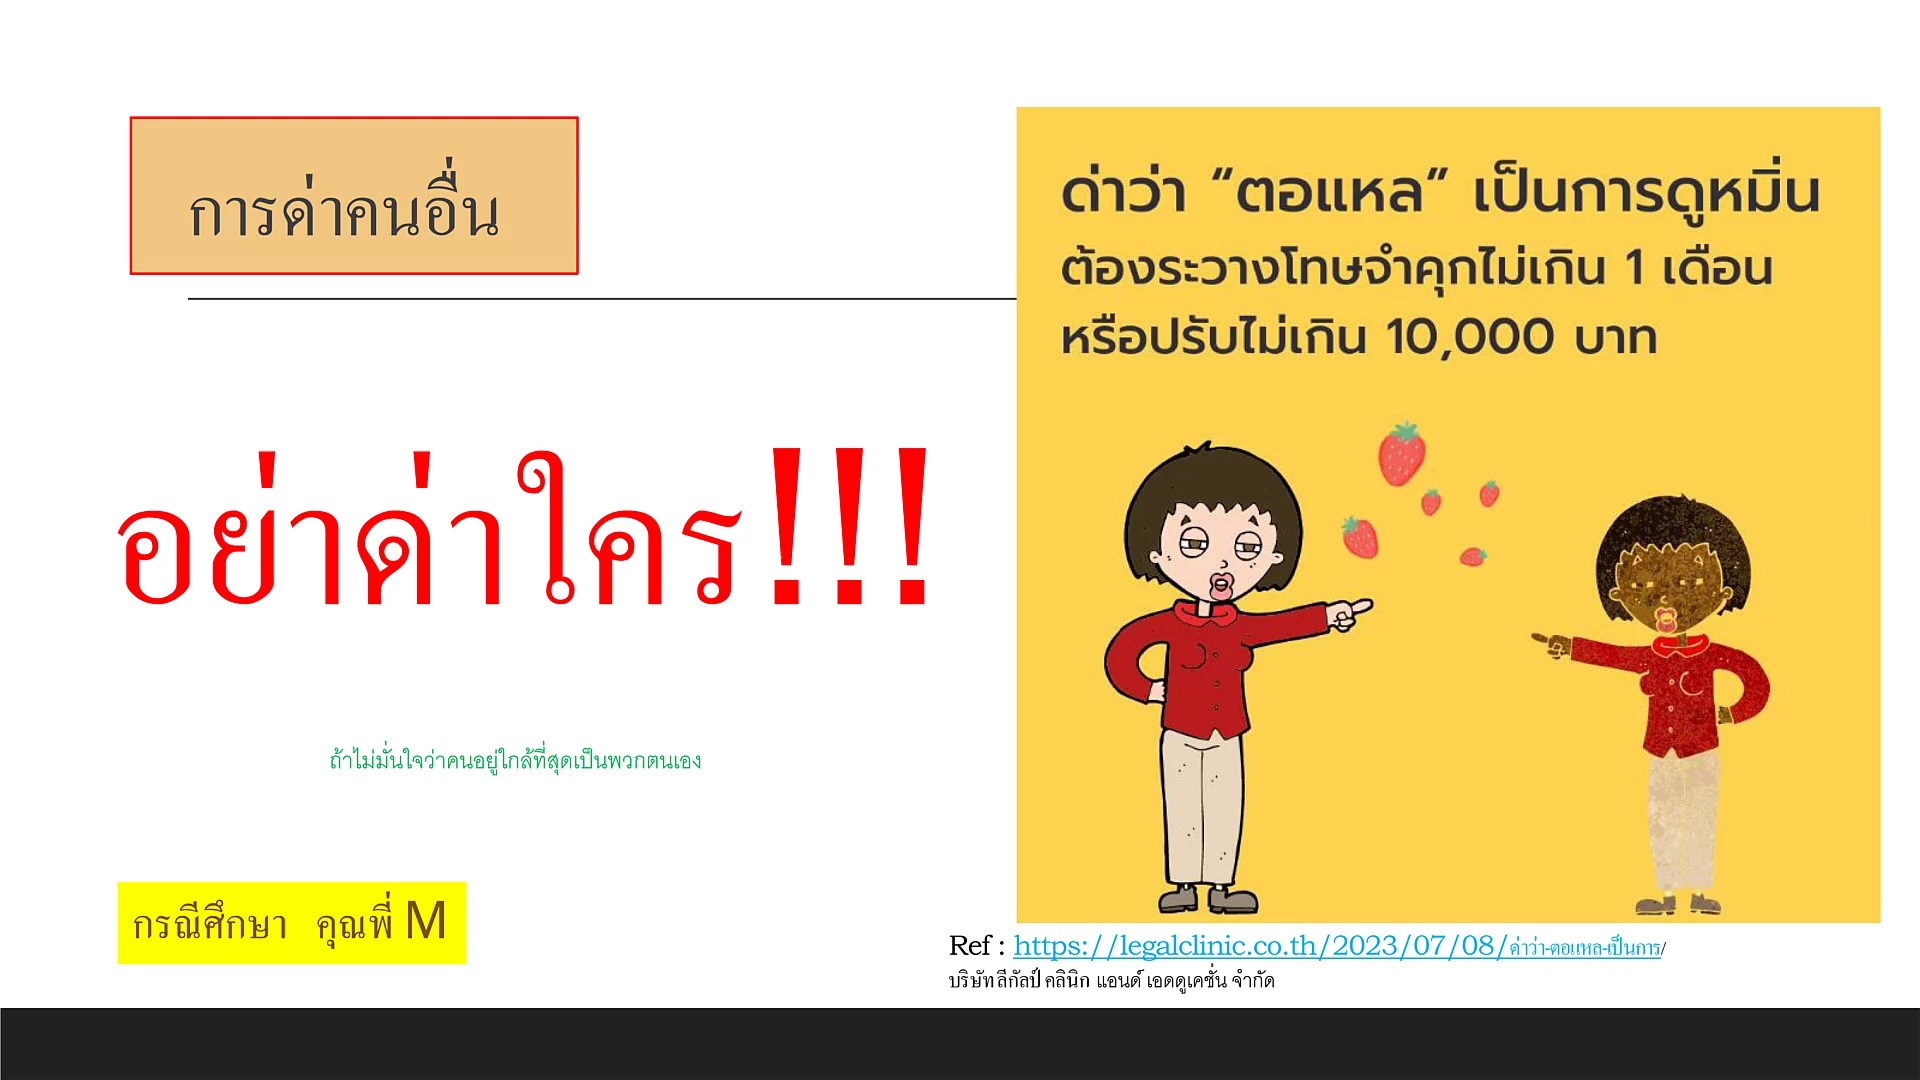 การด่าคนอื่น
อย่าด่าใคร!!!
ถ้าไม่มั่นใจว่าคนอยู่ใกล้ที่สุดเป็นพวกตนเอง
กรณีศึกษา คุณพี่ M
ด่าว่า “ตอแหล” เป็นการดูหมิ่น
ต้องระวางโทษจำคุกไม่เกิน 1 เดือน
หรือปรับไม่เกิน 10,000 บาท
Ref : https://legalclinic.co.th/2023/07/08/ด่าว่า-ตอแหล-เป็นการ/
บริษัท ลีกัลป์ คลินิก แอนด์ เอดดูเคชั่น จำกัด